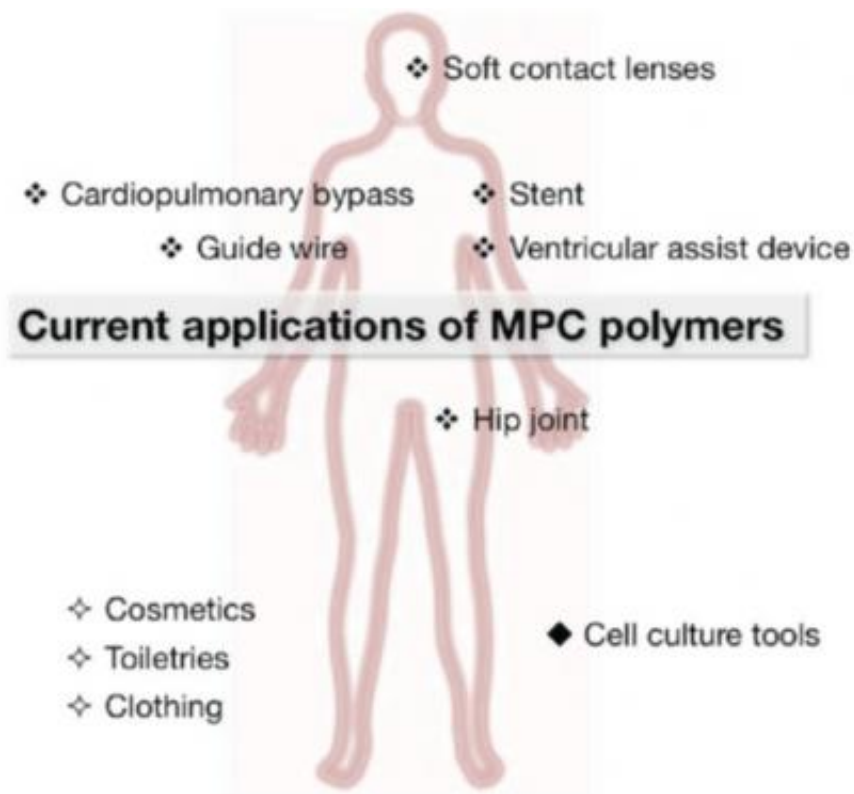 ❖ Soft contact lenses
❖ Cardiopulmonary bypass ❖ Stent
❖ Guide wire ❖ Ventricular assist device
Current applications of MPC polymers
❖ Hip joint
✧ Cosmetics
✧ Toiletries
✧ Clothing
◆ Cell culture tools